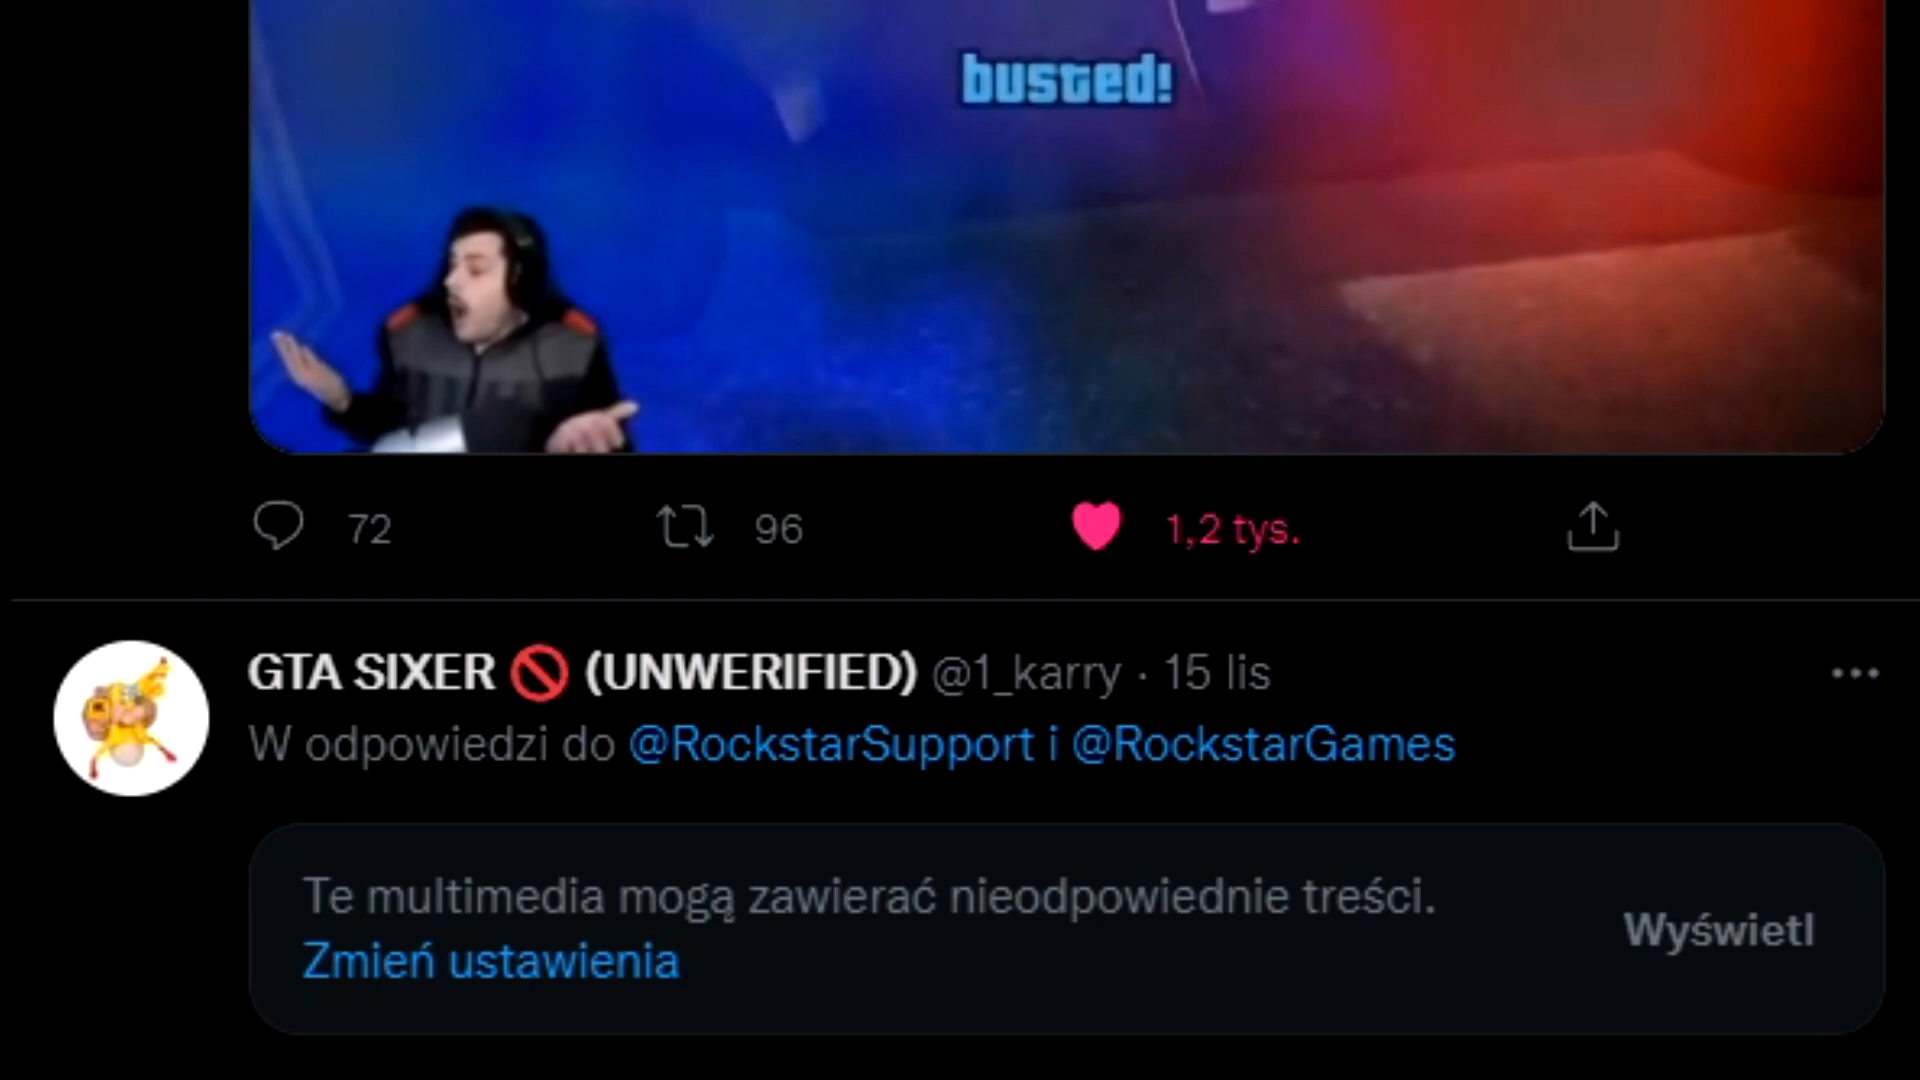 busted!
72 96 1,2 tys.
GTA SIXER 🚫 (UNWERIFIED) @1_karry · 15 lis
W odpowiedzi do @RockstarSupport i @RockstarGames
Te multimedia mogą zawierać nieodpowiednie treści.
Zmień ustawienia
Wyświetl